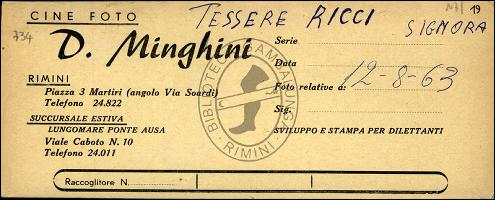 CINE FOTO
TESSERE RICCI
19
SIGNORA
734
D. Minghini
Serie
Data
RIMINI
Foto relative a:
12-8-63
Piazza 3 Martiri (angolo Via Soardi)
Telefono 24.822
Sig.
SUCCURSALE ESTIVA
LUNGOMARE PONTE AUSA
SVILUPPO E STAMPA PER DILETTANTI
Viale Caboto N. 10
Telefono 24.011
BIBLIOTECA GAMBALUNGA
RIMINI
Raccoglitore N.